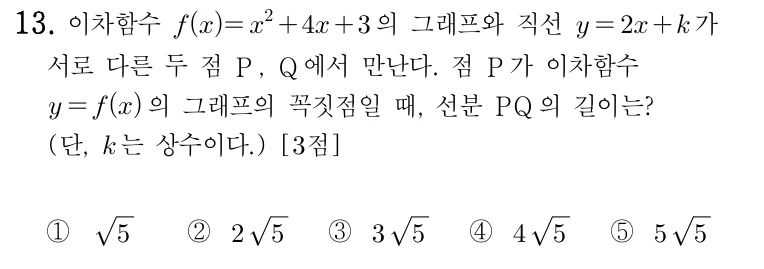 13. 이차함수 f(x)=x²+4x+3의 그래프와 직선 y=2x+k가
서로 다른 두 점 P, Q에서 만난다. 점 P가 이차함수
y=f(x)의 그래프의 꼭짓점일 때, 선분 PQ의 길이는?
(단, k는 상수이다.) [3점]
① √5 ② 2√5 ③ 3√5 ④ 4√5 ⑤ 5√5